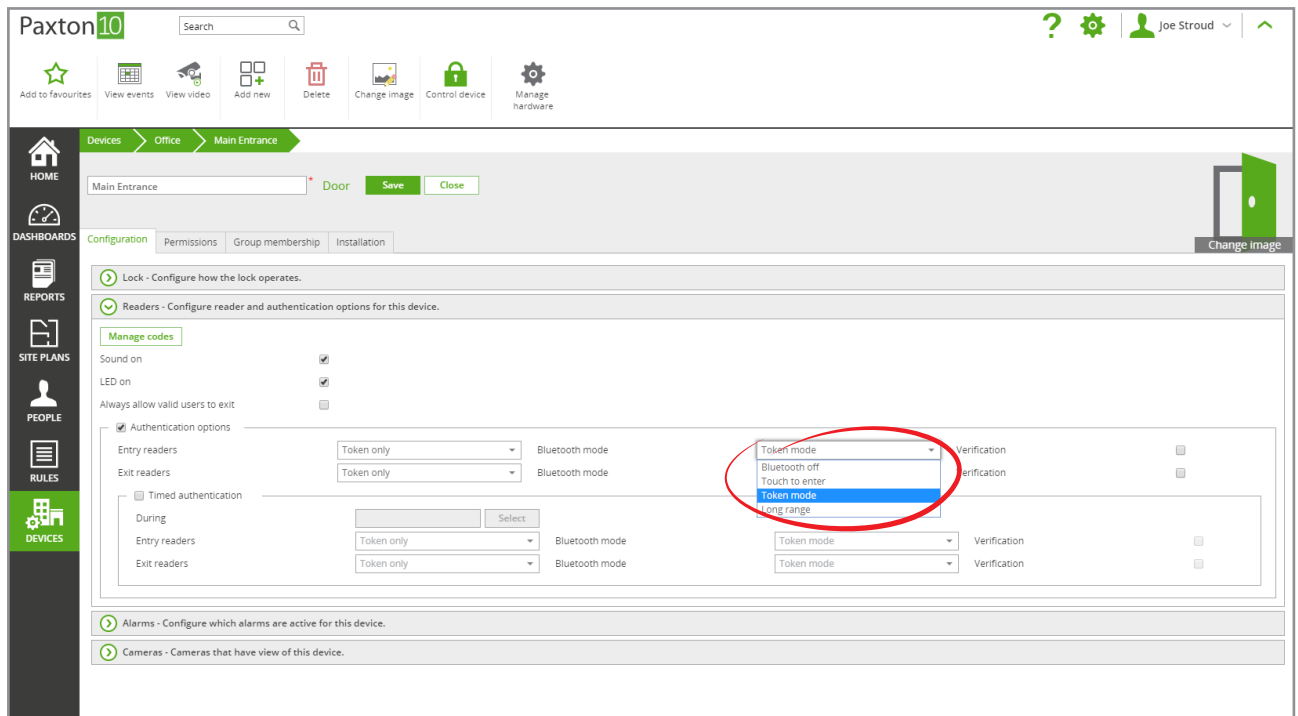 Paxton 10
Search
Joe Stroud
Add to favourites
View events
View video
Add new
Delete
Change image
Control device
Manage hardware
HOME
DASHBOARDS
REPORTS
SITE PLANS
PEOPLE
RULES
DEVICES
Devices Office Main Entrance
Main Entrance * Door Save Close
Change image
Configuration Permissions Group membership Installation
Lock - Configure how the lock operates.
Readers - Configure reader and authentication options for this device.
Manage codes
Sound on
LED on
Always allow valid users to exit
Authentication options
Entry readers Token only Bluetooth mode Token mode Verification
Exit readers Token only Bluetooth mode Verification
Bluetooth off
Touch to enter
Token mode
Long range
Timed authentication
During Select
Entry readers Token only Bluetooth mode Token mode Verification
Exit readers Token only Bluetooth mode Token mode Verification
Alarms - Configure which alarms are active for this device.
Cameras - Cameras that have view of this device.